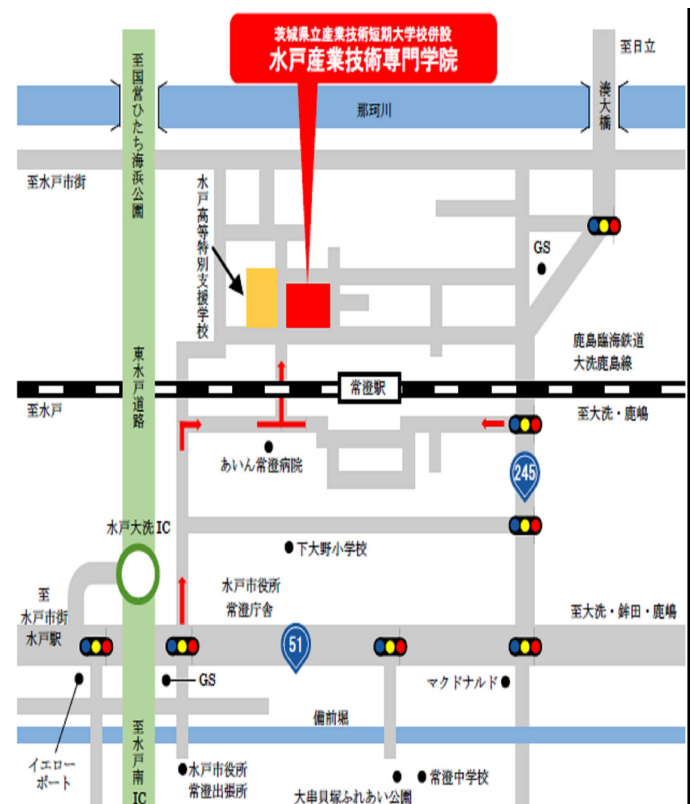 茨城県立産業技術短期大学校併設
水戸産業技術専門学院
至日立
至国営ひたち海浜公園
那珂川
湊大橋
至水戸市街
水戸高等特別支援学校
GS
東水戸道路
鹿島臨海鉄道
大洗鹿島線
常澄駅
至水戸
至大洗・鹿嶋
あいん常澄病院
245
水戸大洗IC
下大野小学校
至
水戸市街
水戸駅
水戸市役所
常澄庁舎
至大洗・鉾田・鹿嶋
51
GS
マクドナルド
備前堀
イエロー
ポート
至水戸南IC
水戸市役所
常澄出張所
常澄中学校
大串貝塚ふれあい公園